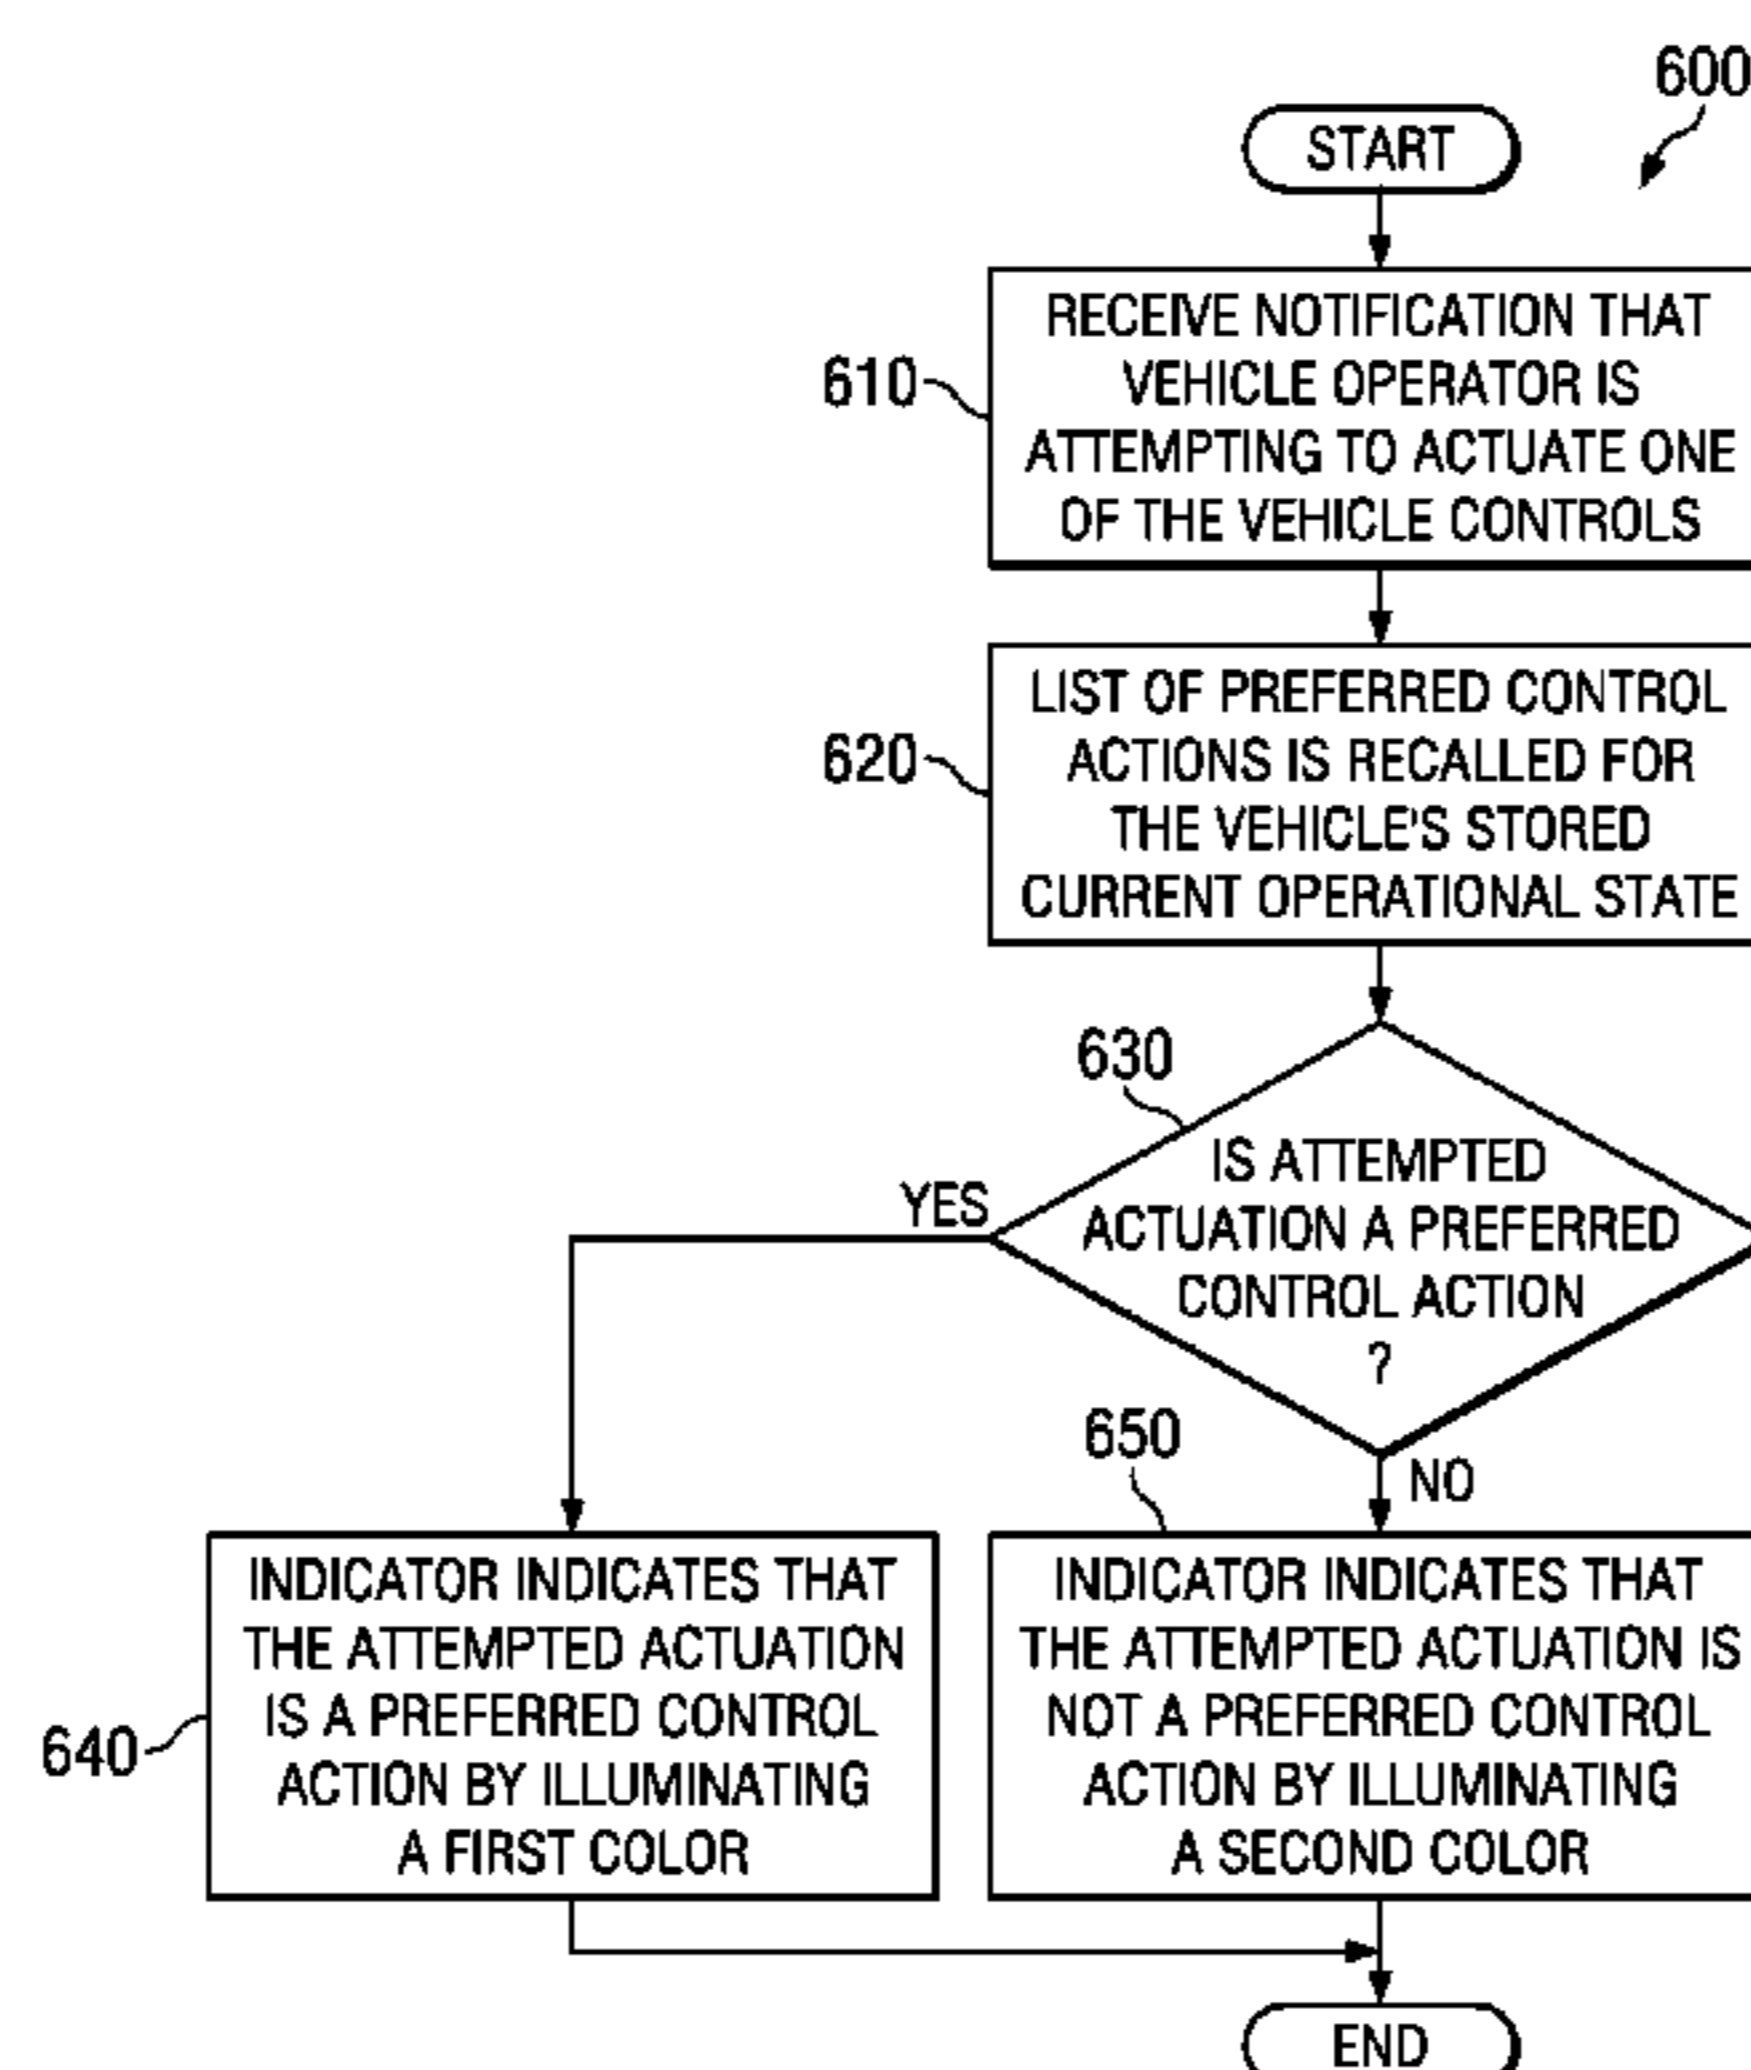 600
START
610
RECEIVE NOTIFICATION THAT
VEHICLE OPERATOR IS
ATTEMPTING TO ACTUATE ONE
OF THE VEHICLE CONTROLS
620
LIST OF PREFERRED CONTROL
ACTIONS IS RECALLED FOR
THE VEHICLE'S STORED
CURRENT OPERATIONAL STATE
630
IS ATTEMPTED
ACTUATION A PREFERRED
CONTROL ACTION
?
YES
NO
640
INDICATOR INDICATES THAT
THE ATTEMPTED ACTUATION
IS A PREFERRED CONTROL
ACTION BY ILLUMINATING
A FIRST COLOR
650
INDICATOR INDICATES THAT
THE ATTEMPTED ACTUATION IS
NOT A PREFERRED CONTROL
ACTION BY ILLUMINATING
A SECOND COLOR
END